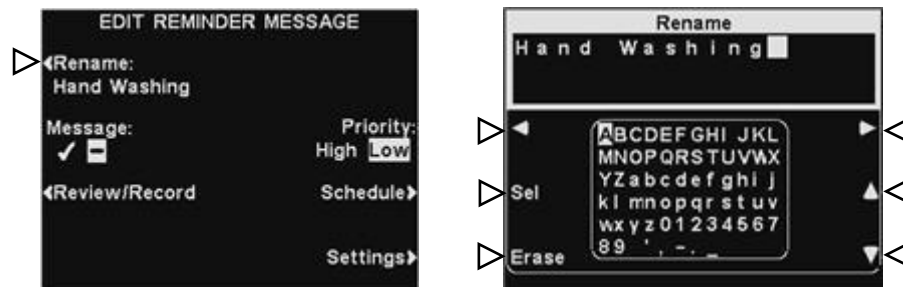 EDIT REMINDER MESSAGE
Rename:
Hand Washing
Message: Priority:
✓ – High Low
Review/Record Schedule
Settings
Rename
Hand Washing
ABCDEFGHIJKL
MNOPQRSTUVWX
YZabcdefghij
Sel
klmnopqrstuv
wxyz01234567
Erase
89 ' , - . _